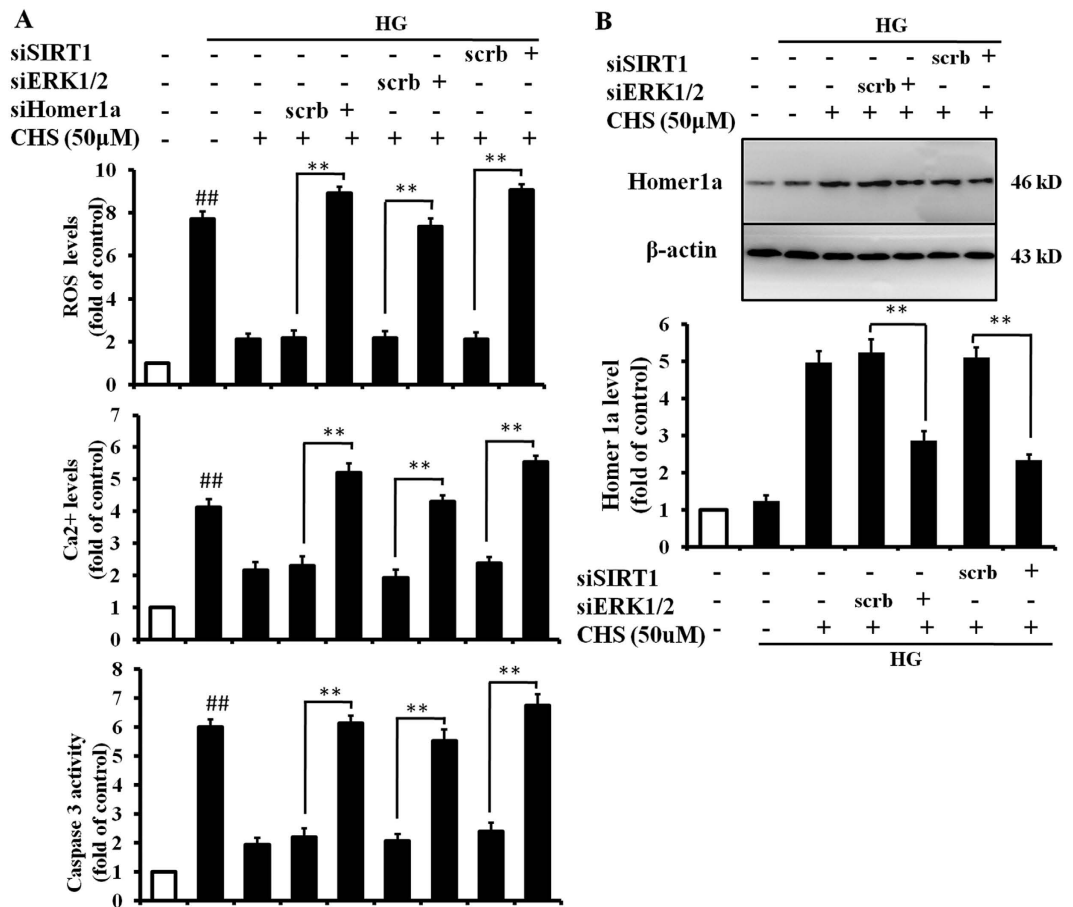 A
HG
siSIRT1 - - - - - - - scrb +
siERK1/2 - - - - - scrb + - -
siHomer1a - - - scrb + - - - -
CHS (50μM) - - + + + + + + +
ROS levels
(fold of control)
10
8
6
4
2
0
##
**
**
**
Ca2+ levels
(fold of control)
7
6
5
4
3
2
1
0
##
**
**
**
Caspase 3 activity
(fold of control)
8
7
6
5
4
3
2
1
0
##
**
**
**
B
HG
siSIRT1 - - - - - scrb +
siERK1/2 - - - scrb + - -
CHS (50μM) - - + + + + +
Homer1a
46 kD
β-actin
43 kD
Homer 1a level
(fold of control)
6
5
4
3
2
1
0
**
**
siSIRT1 - - - - - scrb +
siERK1/2 - - - scrb + - -
CHS (50uM) - - + + + + +
HG